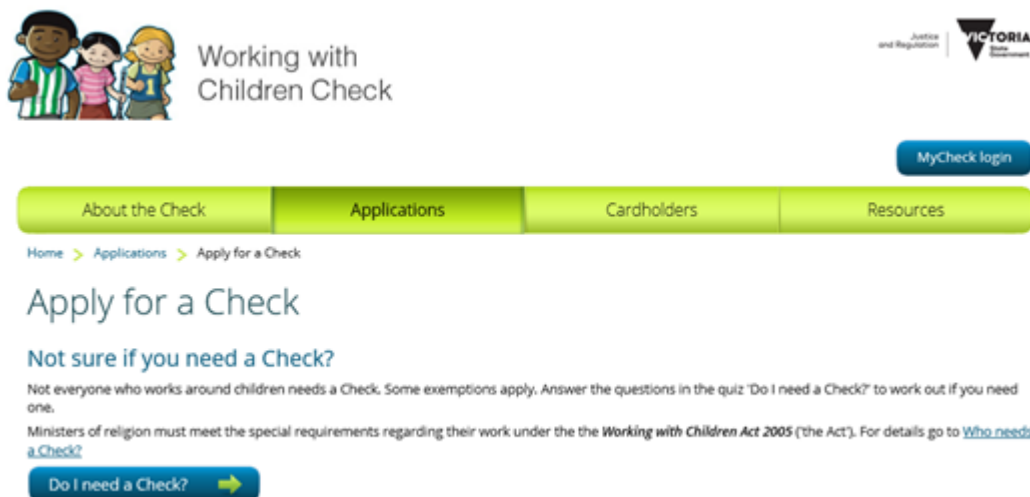 Working with
Children Check
Justice
and Regulation
VICTORIA
State
Government
MyCheck login
About the Check
Applications
Cardholders
Resources
Home > Applications > Apply for a Check
Apply for a Check
Not sure if you need a Check?
Not everyone who works around children needs a Check. Some exemptions apply. Answer the questions in the quiz 'Do I need a Check?' to work out if you need
one.
Ministers of religion must meet the special requirements regarding their work under the the Working with Children Act 2005 ('the Act'). For details go to Who needs
a Check?
Do I need a Check?